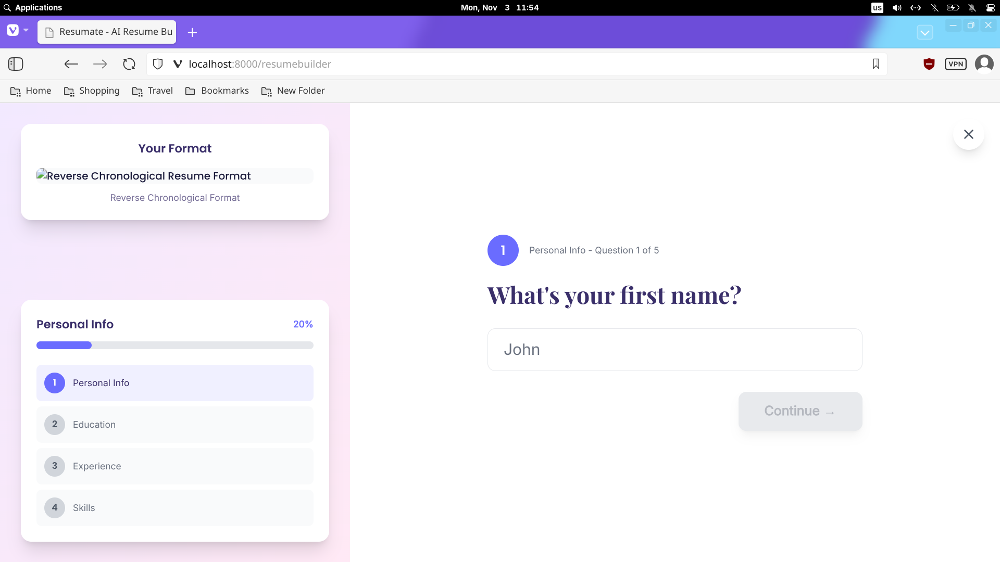 Applications
Mon, Nov 3 11:54
us
Resumate - AI Resume Bu
localhost:8000/resumebuilder
VPN
Home
Shopping
Travel
Bookmarks
New Folder
Your Format
Reverse Chronological Resume Format
Reverse Chronological Format
Personal Info
20%
1 Personal Info
2 Education
3 Experience
4 Skills
1 Personal Info - Question 1 of 5
What's your first name?
John
Continue →